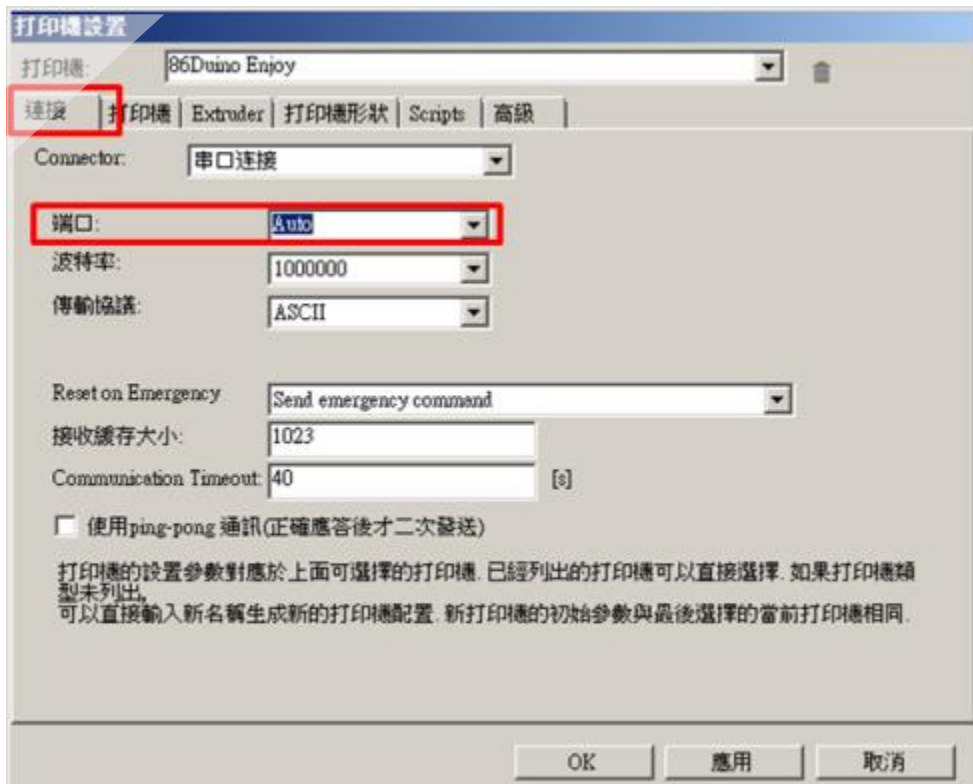 打印機設置
打印機: 86Duino Enjoy
連接 打印機 Extruder 打印機形狀 Scripts 高級
Connector: 串口连接
端口: Auto
波特率: 1000000
傳輸協議: ASCII
Reset on Emergency Send emergency command
接收緩存大小: 1023
Communication Timeout: 40 [s]
使用ping-pong 通訊(正確應答後才二次發送)
打印機的設置參數對應於上面可選擇的打印機. 已經列出的打印機可以直接選擇. 如果打印機類
型未列出,
可以直接輸入新名稱生成新的打印機配置. 新打印機的初始參數與最後選擇的當前打印機相同.
OK 應用 取消